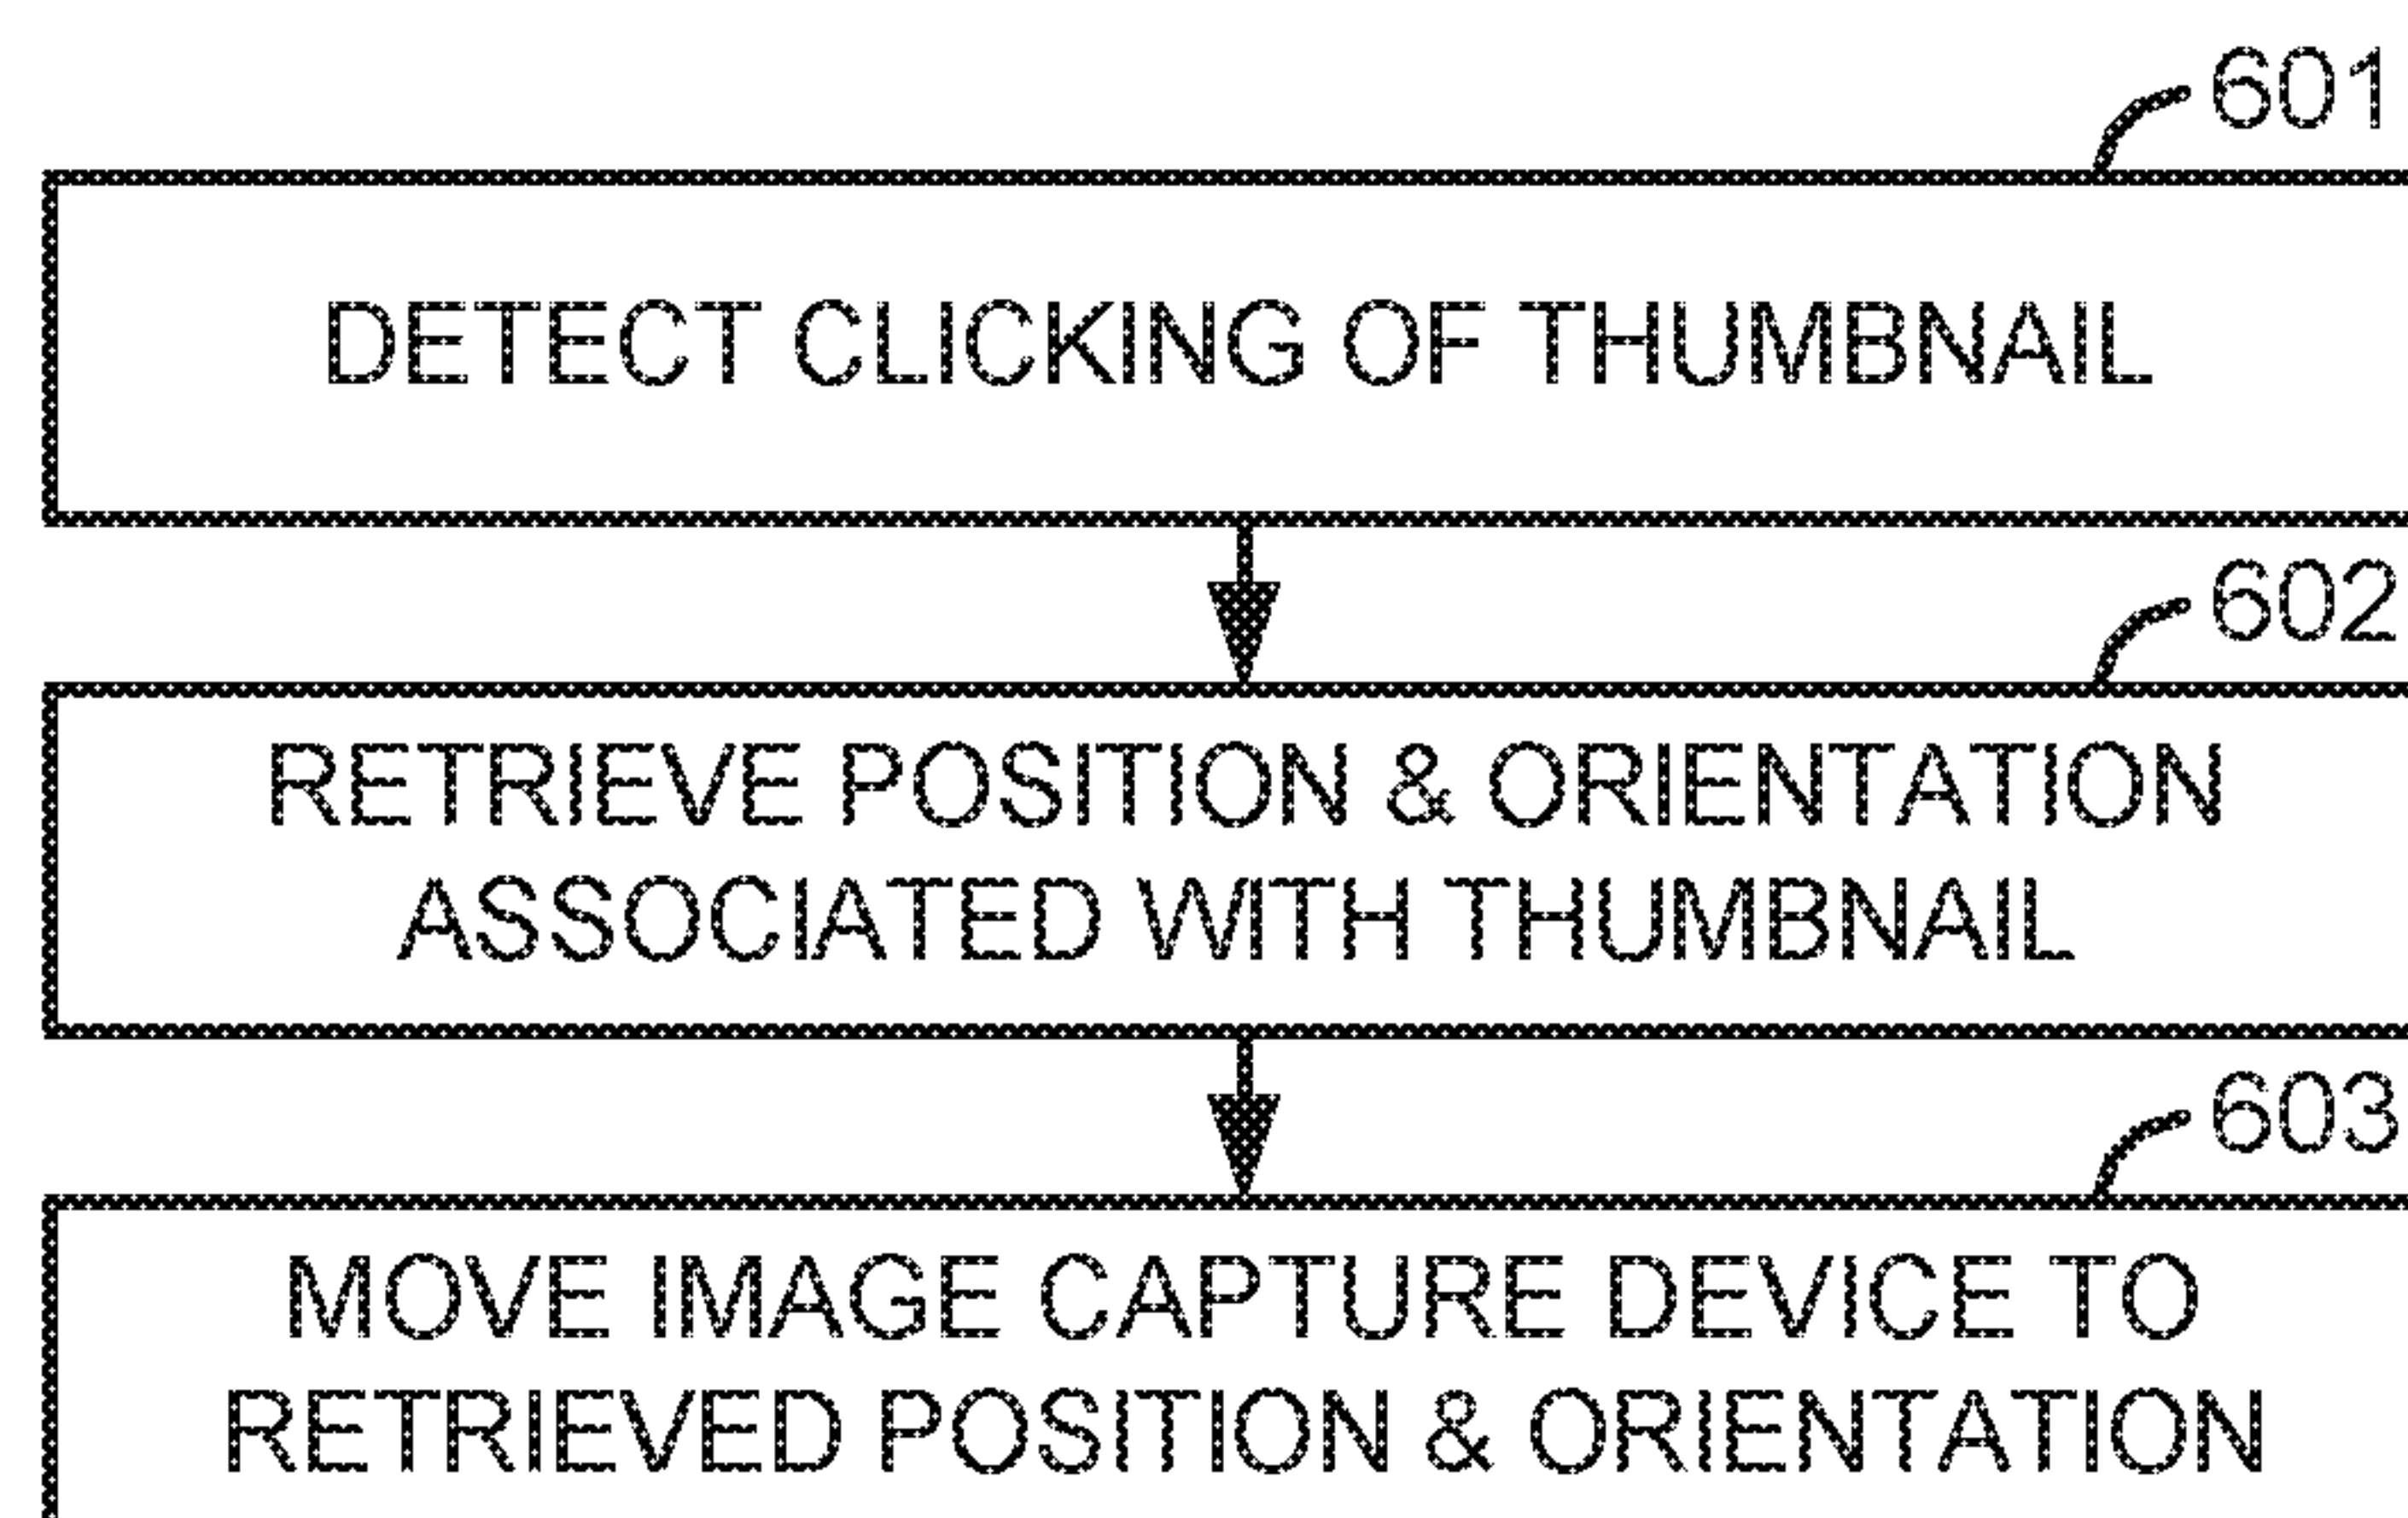 601
DETECT CLICKING OF THUMBNAIL
602
RETRIEVE POSITION & ORIENTATION
ASSOCIATED WITH THUMBNAIL
603
MOVE IMAGE CAPTURE DEVICE TO
RETRIEVED POSITION & ORIENTATION